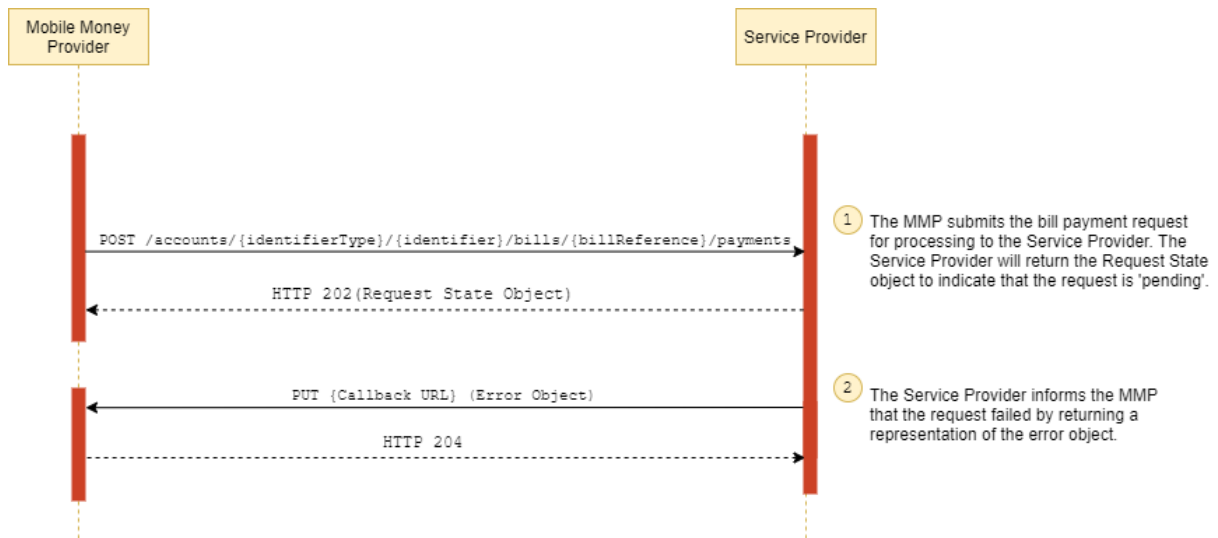 Mobile Money
Provider
Service Provider
POST /accounts/{identifierType}/{identifier}/bills/{billReference}/payments
HTTP 202(Request State Object)
1
The MMP submits the bill payment request
for processing to the Service Provider. The
Service Provider will return the Request State
object to indicate that the request is 'pending'.
PUT {Callback URL} (Error Object)
HTTP 204
2
The Service Provider informs the MMP
that the request failed by returning a
representation of the error object.